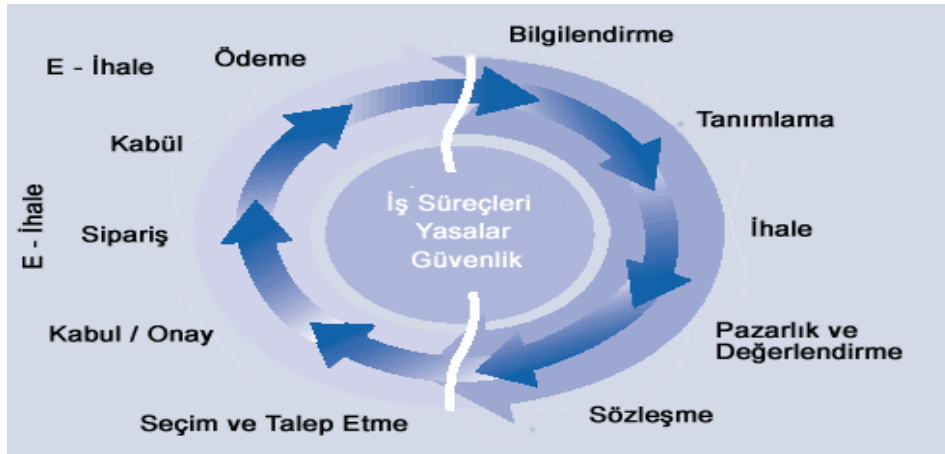 Bilgilendirme
Ödeme
E - İhale
Tanımlama
Kabül
E - İhale
İş Süreçleri
Yasalar
Güvenlik
Sipariş
İhale
Kabul / Onay
Pazarlık ve
Değerlendirme
Seçim ve Talep Etme
Sözleşme